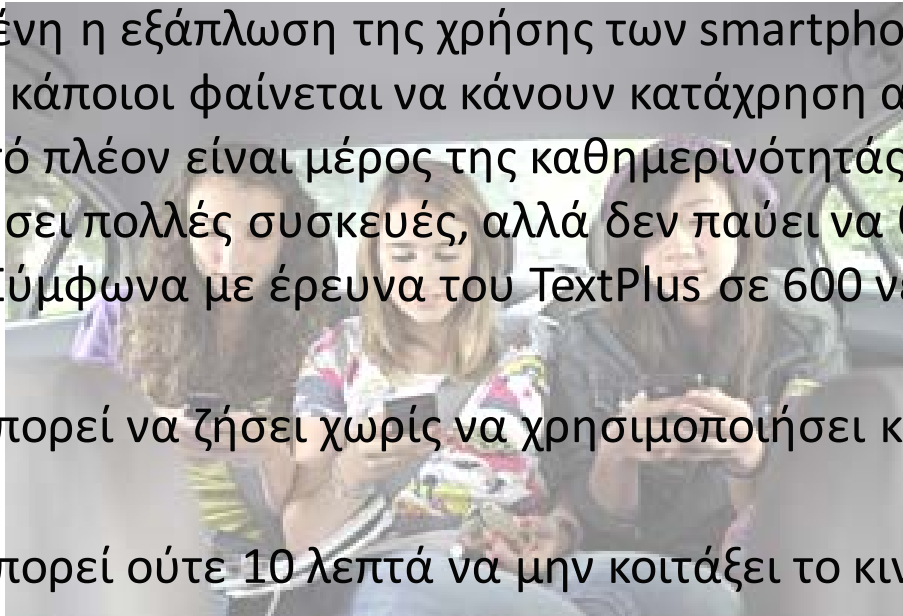 ένη η εξάπλωση της χρήσης των smartpho
κάποιοι φαίνεται να κάνουν κατάχρηση α
τό πλέον είναι μέρος της καθημερινότητάς
σει πολλές συσκευές, αλλά δεν παύει να
Σύμφωνα με έρευνα του TextPlus σε 600 νέ
πορεί να ζήσει χωρίς να χρησιμοποιήσει κ
πορεί ούτε 10 λεπτά να μην κοιτάξει το κιν